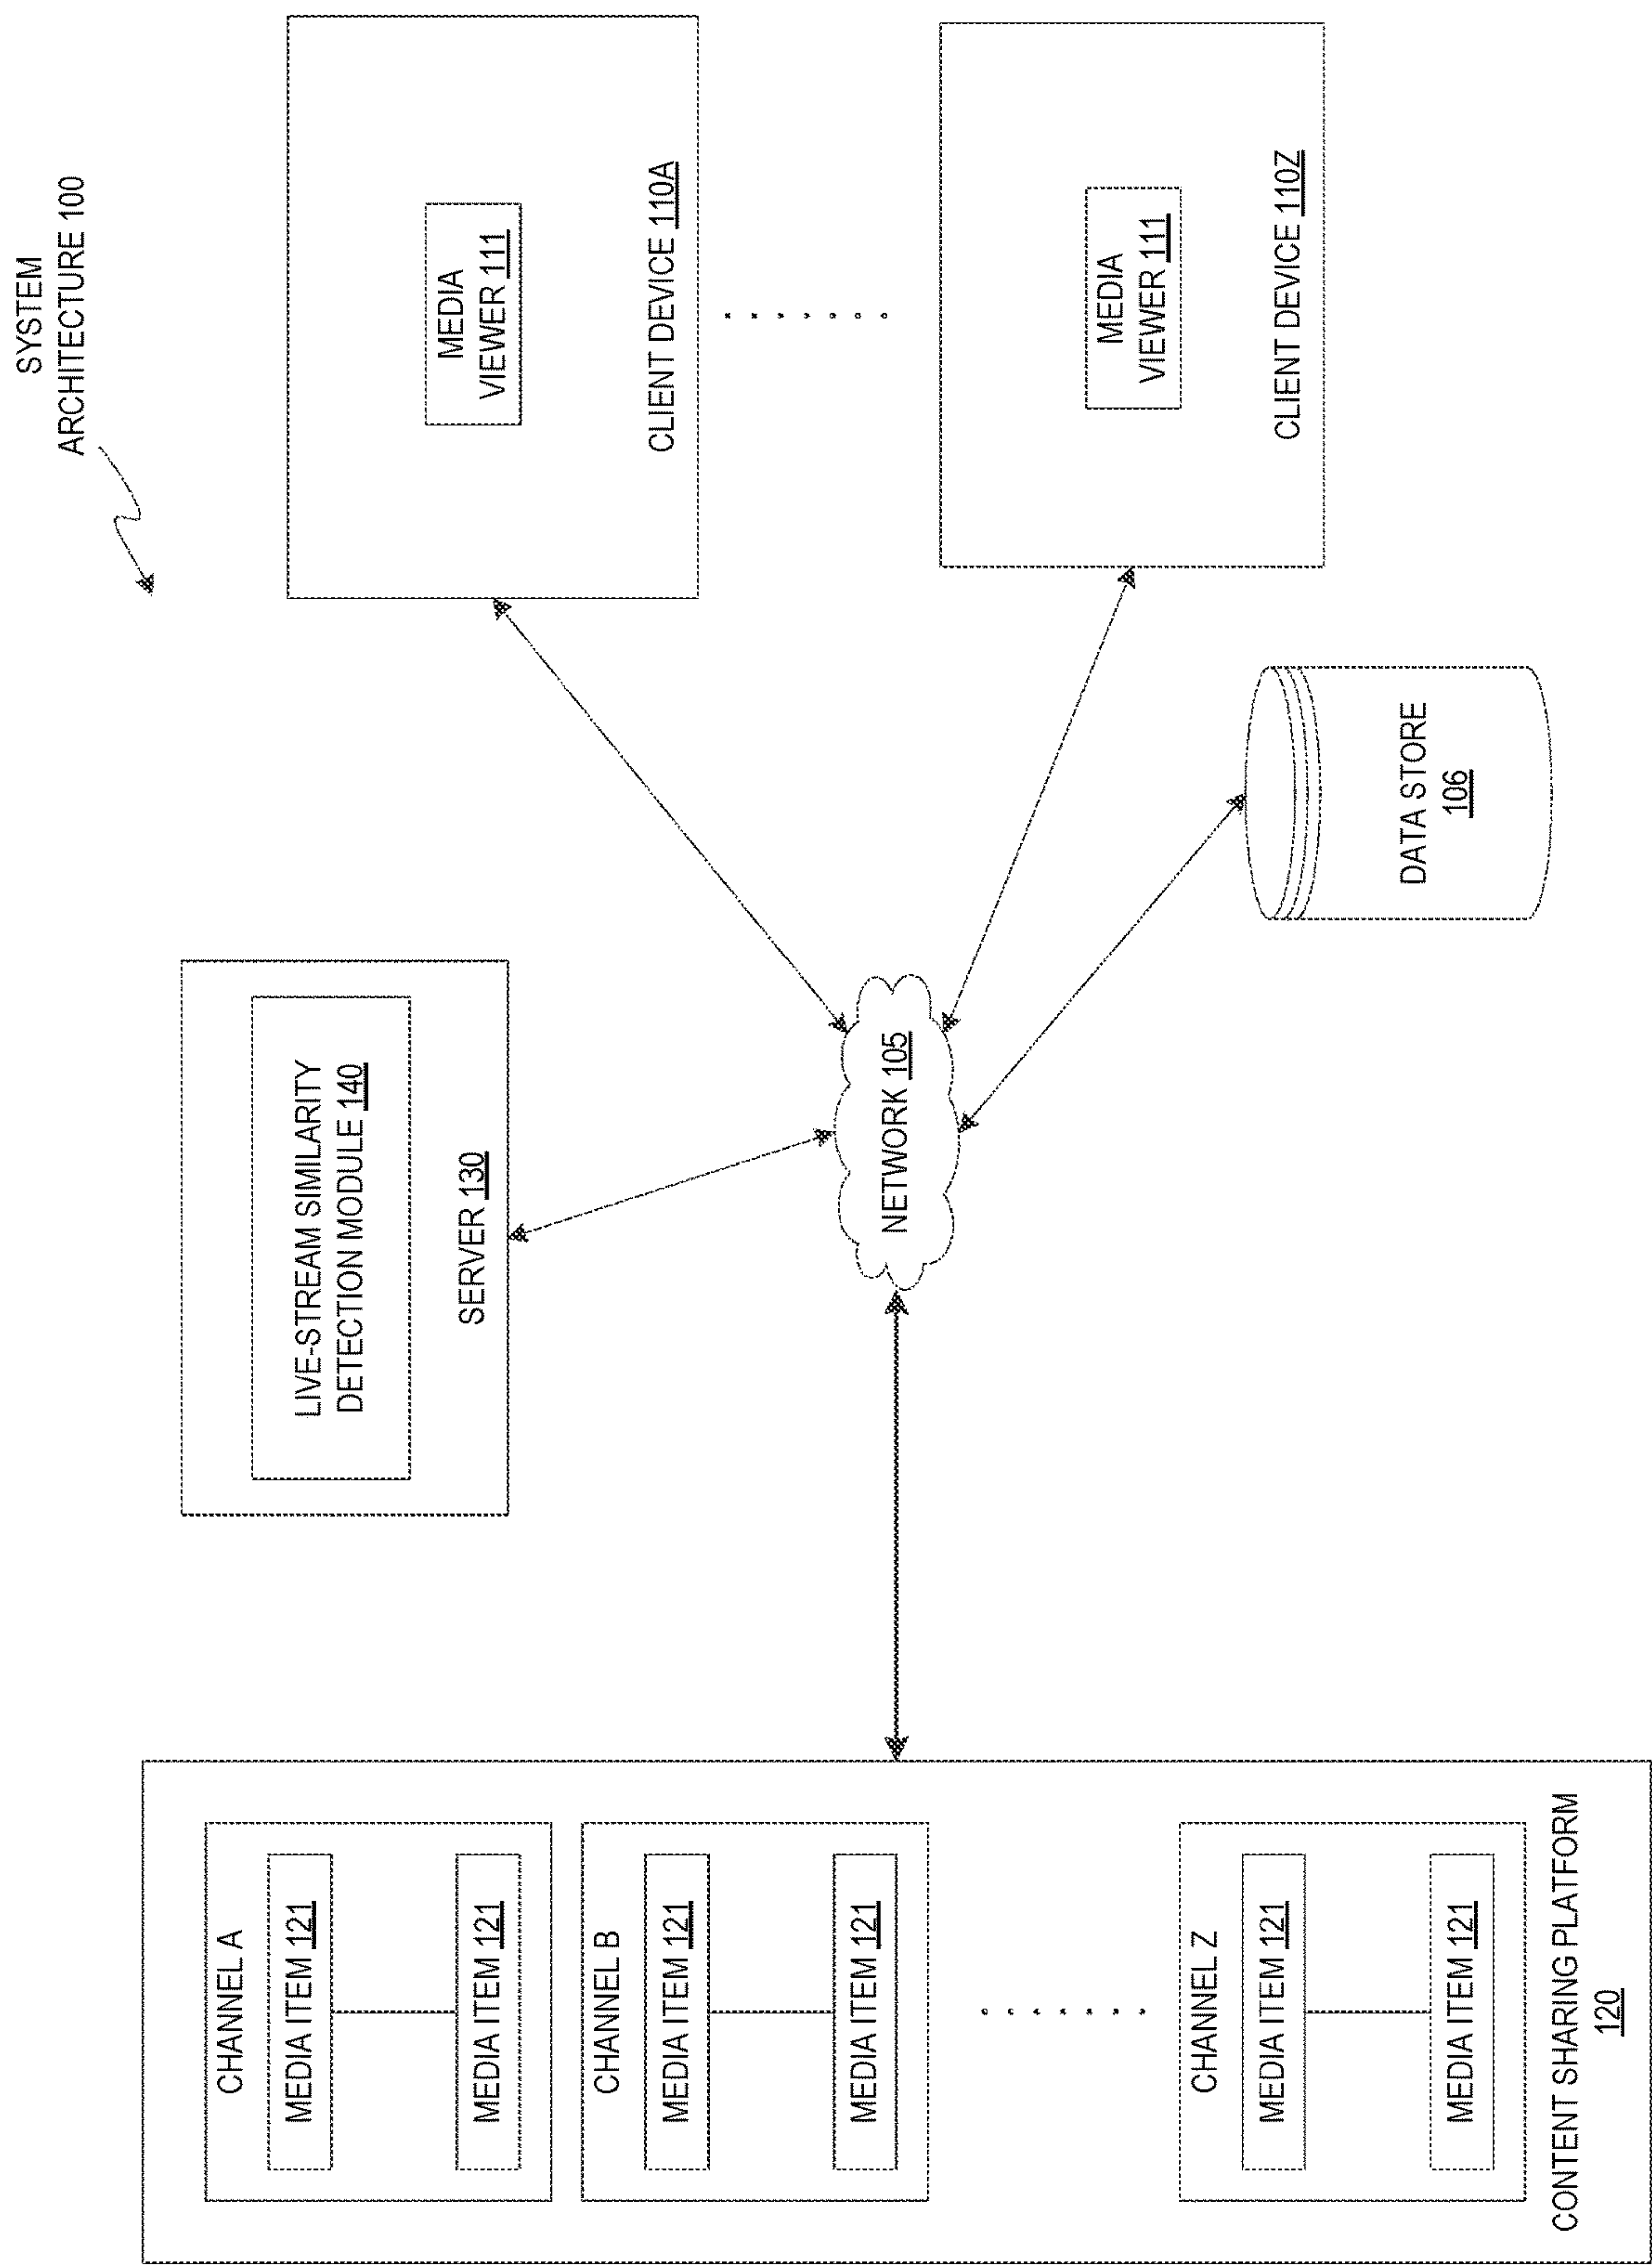 SYSTEM
ARCHITECTURE 100
CHANNEL A
MEDIA ITEM 121
MEDIA ITEM 121
CHANNEL B
MEDIA ITEM 121
MEDIA ITEM 121
CHANNEL Z
MEDIA ITEM 121
MEDIA ITEM 121
CONTENT SHARING PLATFORM
120
LIVE-STREAM SIMILARITY
DETECTION MODULE 140
SERVER 130
NETWORK 105
DATA STORE
106
MEDIA
VIEWER 111
CLIENT DEVICE 110A
MEDIA
VIEWER 111
CLIENT DEVICE 110Z